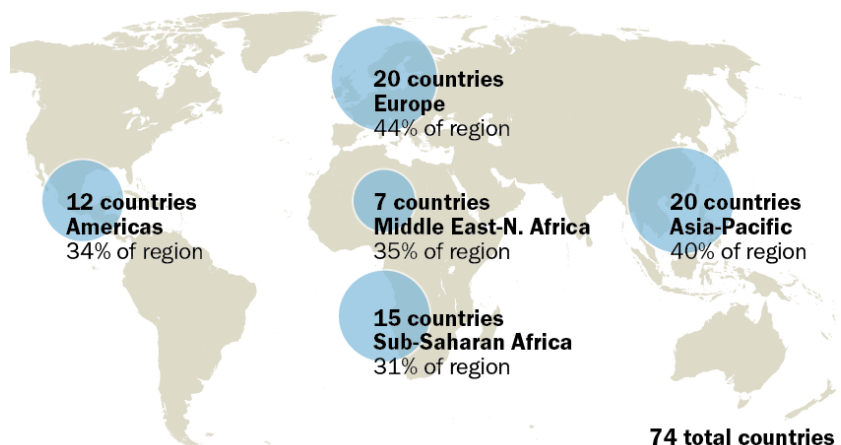 20 countries
Europe
44% of region
12 countries
Americas
34% of region
7 countries
Middle East-N. Africa
35% of region
20 countries
Asia-Pacific
40% of region
15 countries
Sub-Saharan Africa
31% of region
74 total countries